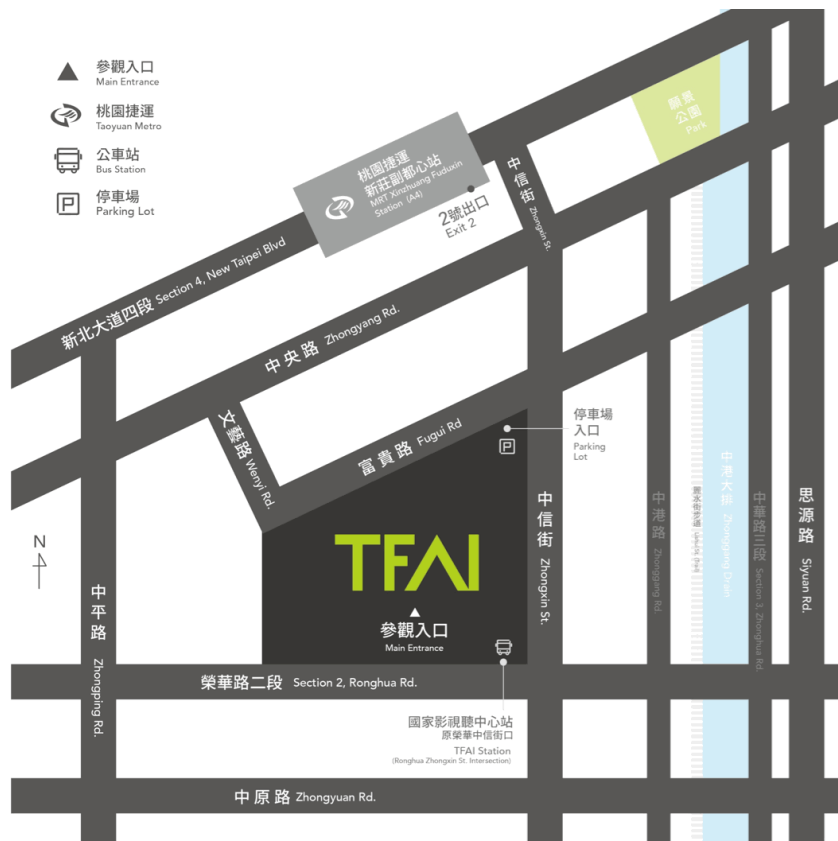 參觀入口
Main Entrance
桃園捷運
Taoyuan Metro
公車站
Bus Station
停車場
Parking Lot
願景
公園
Park
桃園捷運
新莊副都心站
MRT Xinzhuang Fuduxin
Station (A4)
2號出口
Exit 2
中信街 Zhongxin St.
新北大道四段 Section 4, New Taipei Blvd
中央路 Zhongyang Rd.
文藝路 Wenyi Rd.
富貴路 Fugui Rd
停車場
入口
Parking
Lot
P
P
N
TFAI
參觀入口
Main Entrance
中平路 Zhongping Rd.
中信街 Zhongxin St.
中港路 Zhonggang Rd.
中港大排 Zhonggang Drain
中華路三段 Section 3, Zhonghua Rd.
思源路 Siyuan Rd.
榮華路二段 Section 2, Ronghua Rd.
國家影視聽中心站
原榮華中信街口
TFAI Station
(Ronghua Zhongxin St. Intersection)
中原路 Zhongyuan Rd.